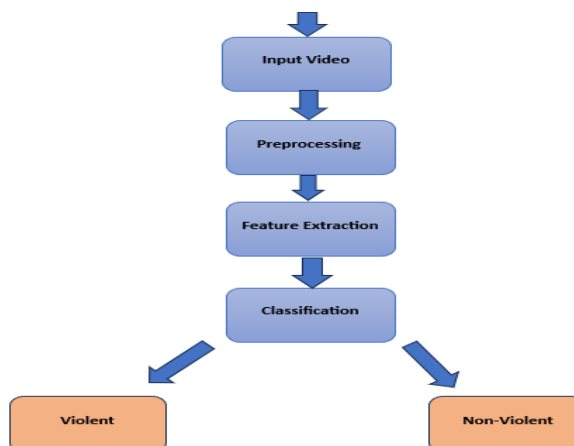 Input Video
Preprocessing
Feature Extraction
Classification
Violent
Non-Violent